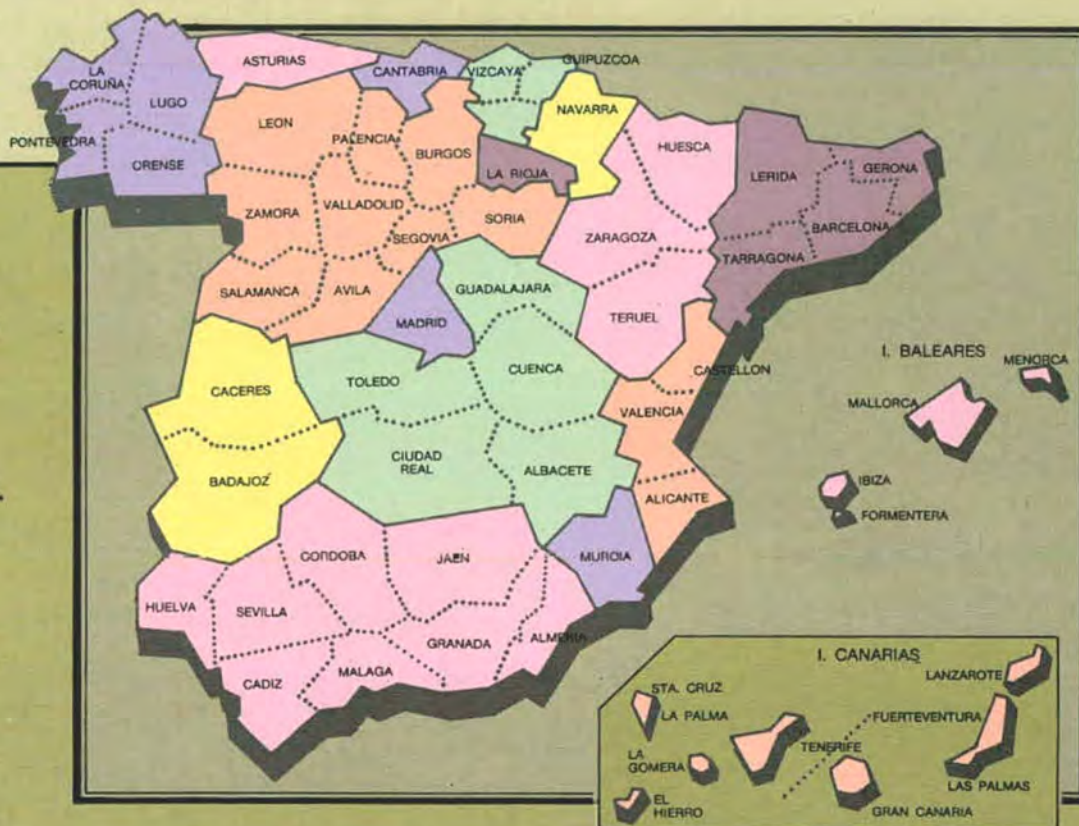 ASTURIAS
CANTABRIA
VIZCAYA
GUIPUZCOA
LA
CORUÑA
LUGO
PONTEVEDRA
ORENSE
LEON
PALENCIA
BURGOS
NAVARRA
LA RIOJA
HUESCA
LERIDA
GERONA
ZAMORA
VALLADOLID
SORIA
SEGOVIA
ZARAGOZA
BARCELONA
TARRAGONA
SALAMANCA
AVILA
GUADALAJARA
MADRID
TERUEL
CACERES
TOLEDO
CUENCA
CASTELLON
VALENCIA
I. BALEARES
MENORCA
MALLORCA
BADAJOZ
CIUDAD
REAL
ALBACETE
ALICANTE
IBIZA
FORMENTERA
CORDOBA
JAEN
MURCIA
HUELVA
SEVILLA
GRANADA
ALMERIA
CADIZ
MALAGA
I. CANARIAS
LANZAROTE
STA. CRUZ
LA PALMA
FUERTEVENTURA
TENERIFE
LA
GOMERA
LAS PALMAS
EL
HIERRO
GRAN CANARIA